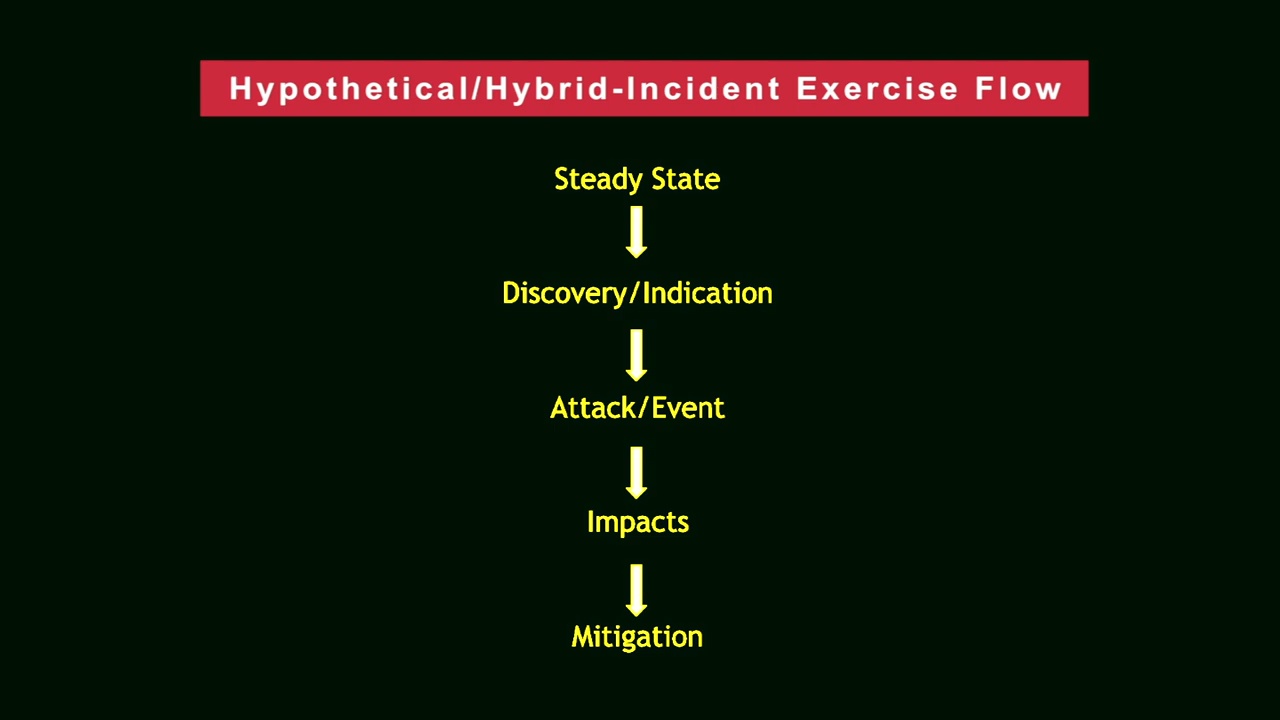 Hypothetical/Hybrid-Incident Exercise Flow
Steady State
Discovery/Indication
Attack/Event
Impacts
Mitigation